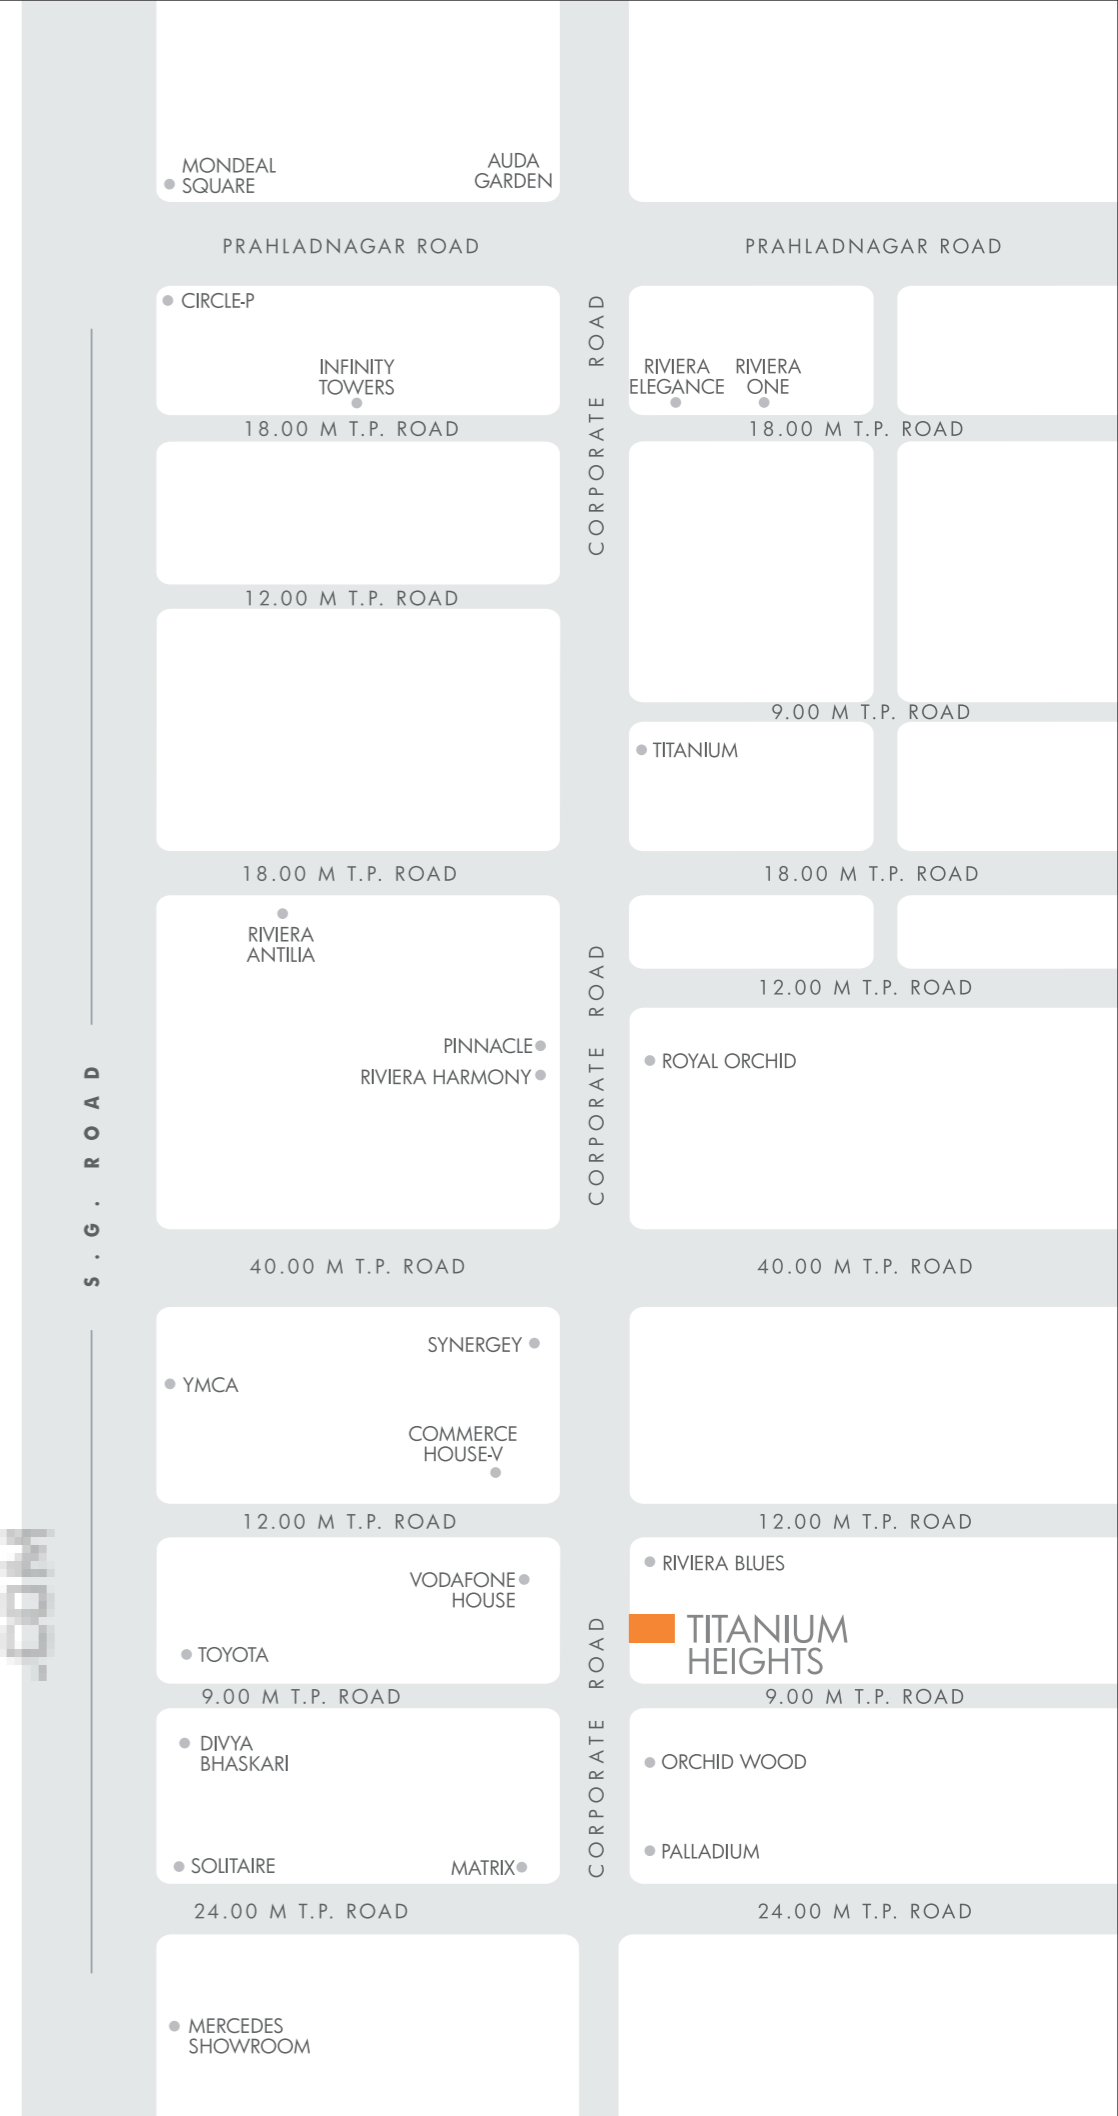 MONDEAL
SQUARE
AUDA
GARDEN
PRAHLADNAGAR ROAD
PRAHLADNAGAR ROAD
CIRCLE-P
INFINITY
TOWERS
CORPORATE ROAD
RIVIERA
ELEGANCE
RIVIERA
ONE
18.00 M T.P. ROAD
18.00 M T.P. ROAD
12.00 M T.P. ROAD
9.00 M T.P. ROAD
TITANIUM
18.00 M T.P. ROAD
18.00 M T.P. ROAD
RIVIERA
ANTILIA
CORPORATE ROAD
12.00 M T.P. ROAD
PINNACLE
RIVIERA HARMONY
ROYAL ORCHID
S.G. ROAD
40.00 M T.P. ROAD
40.00 M T.P. ROAD
SYNERGEY
YMCA
COMMERCE
HOUSE-V
12.00 M T.P. ROAD
12.00 M T.P. ROAD
.COM
VODAFONE
HOUSE
RIVIERA BLUES
TITANIUM
HEIGHTS
TOYOTA
CORPORATE ROAD
9.00 M T.P. ROAD
9.00 M T.P. ROAD
DIVYA
BHASKARI
ORCHID WOOD
SOLITAIRE
MATRIX
PALLADIUM
24.00 M T.P. ROAD
24.00 M T.P. ROAD
MERCEDES
SHOWROOM